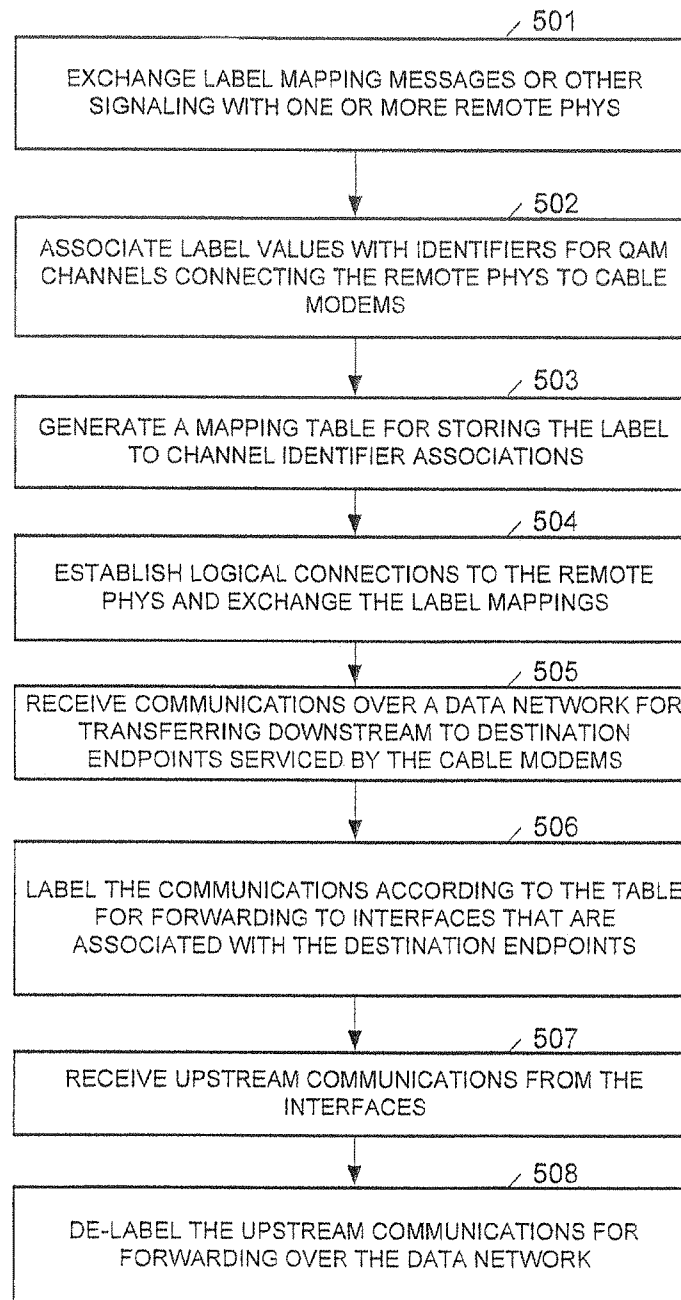 501
EXCHANGE LABEL MAPPING MESSAGES OR OTHER
SIGNALING WITH ONE OR MORE REMOTE PHYS
502
ASSOCIATE LABEL VALUES WITH IDENTIFIERS FOR QAM
CHANNELS CONNECTING THE REMOTE PHYS TO CABLE
MODEMS
503
GENERATE A MAPPING TABLE FOR STORING THE LABEL
TO CHANNEL IDENTIFIER ASSOCIATIONS
504
ESTABLISH LOGICAL CONNECTIONS TO THE REMOTE
PHYS AND EXCHANGE THE LABEL MAPPINGS
505
RECEIVE COMMUNICATIONS OVER A DATA NETWORK FOR
TRANSFERRING DOWNSTREAM TO DESTINATION
ENDPOINTS SERVICED BY THE CABLE MODEMS
506
LABEL THE COMMUNICATIONS ACCORDING TO THE TABLE
FOR FORWARDING TO INTERFACES THAT ARE
ASSOCIATED WITH THE DESTINATION ENDPOINTS
507
RECEIVE UPSTREAM COMMUNICATIONS FROM THE
INTERFACES
508
DE-LABEL THE UPSTREAM COMMUNICATIONS FOR
FORWARDING OVER THE DATA NETWORK